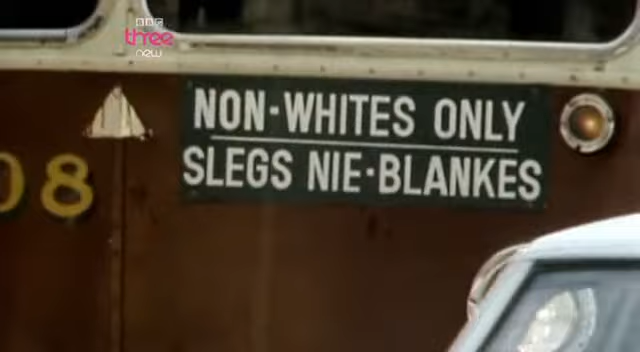 BBC
three
new
NON-WHITES ONLY
SLEGS NIE-BLANKES
08